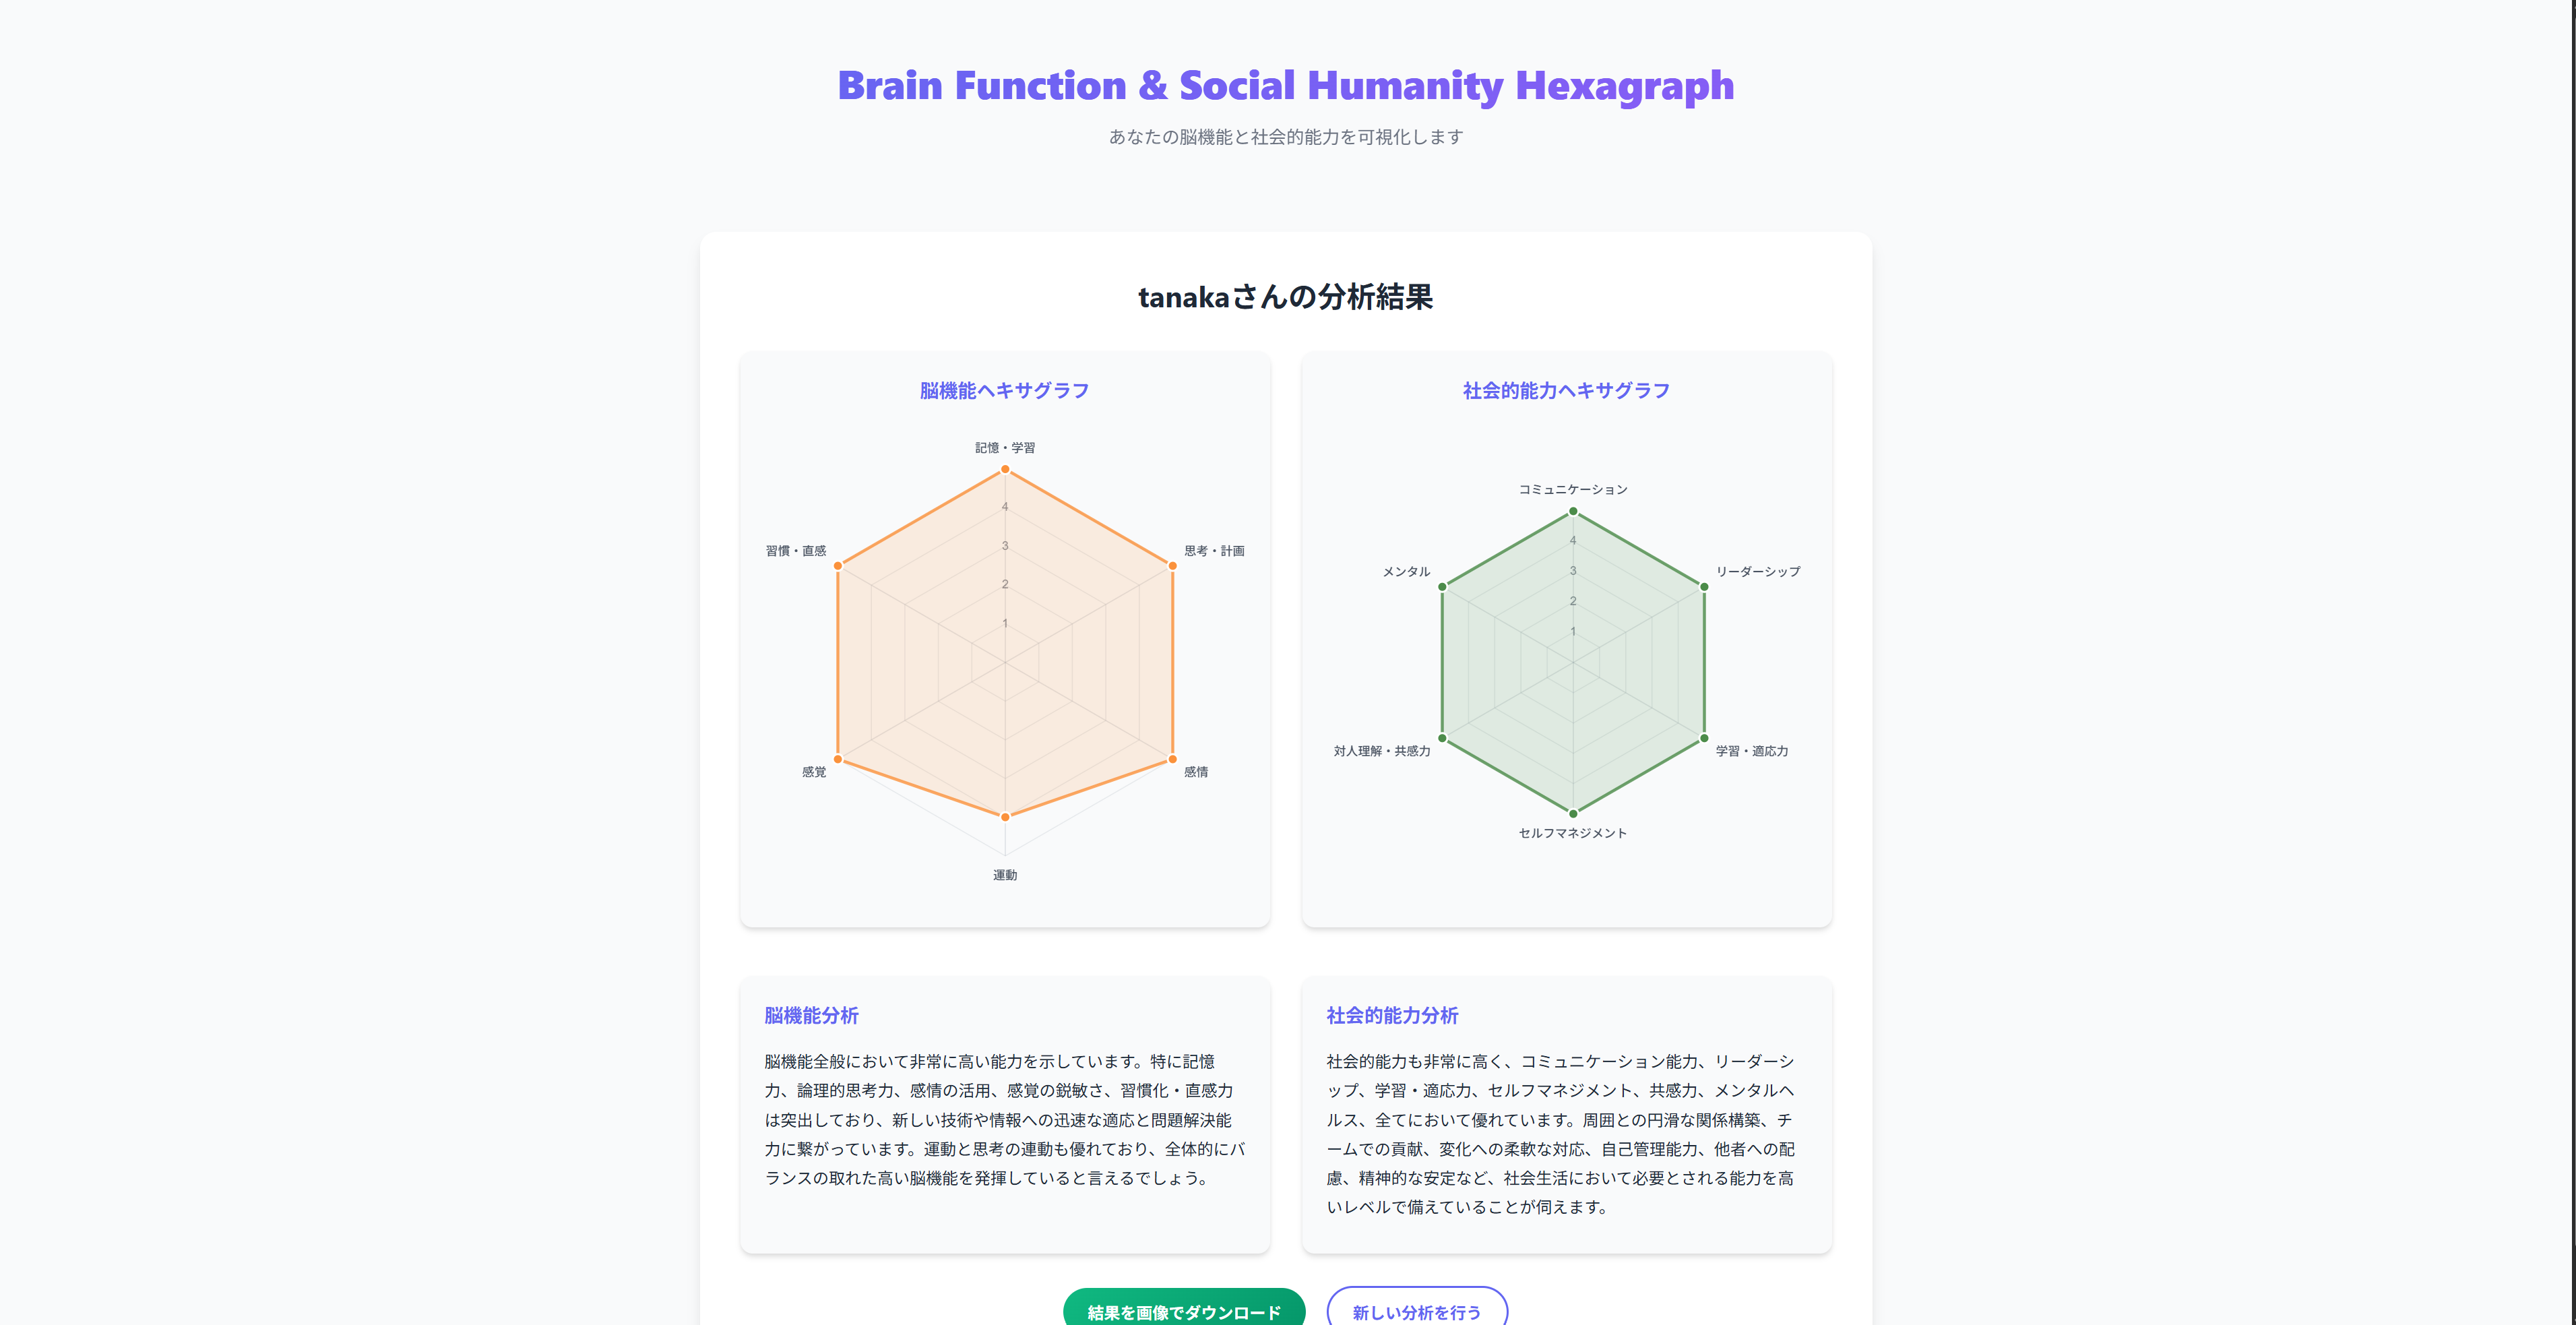 Brain Function & Social Humanity Hexagraph
あなたの脳機能と社会的能力を可視化します
tanakaさんの分析結果
脳機能ヘキサグラフ
記憶・学習
4
3
2
1
習慣・直感
思考・計画
感覚
感情
運動
社会的能力ヘキサグラフ
コミュニケーション
4
3
2
1
メンタル
リーダーシップ
対人理解・共感力
学習・適応力
セルフマネジメント
脳機能分析
脳機能全般において非常に高い能力を示しています。特に記憶
力、論理的思考力、感情の活用、感覚の鋭敏さ、習慣化・直感力
は突出しており、新しい技術や情報への迅速な適応と問題解決能
力に繋がっています。運動と思考の連動も優れており、全体的にバ
ランスの取れた高い脳機能を発揮していると言えるでしょう。
社会的能力分析
社会的能力も非常に高く、コミュニケーション能力、リーダーシ
ップ、学習・適応力、セルフマネジメント、共感力、メンタルヘ
ルス、全てにおいて優れています。周囲との円滑な関係構築、チ
ームでの貢献、変化への柔軟な対応、自己管理能力、他者への配
慮、精神的な安定など、社会生活において必要とされる能力を高
いレベルで備えていることが伺えます。
結果を画像でダウンロード
新しい分析を行う